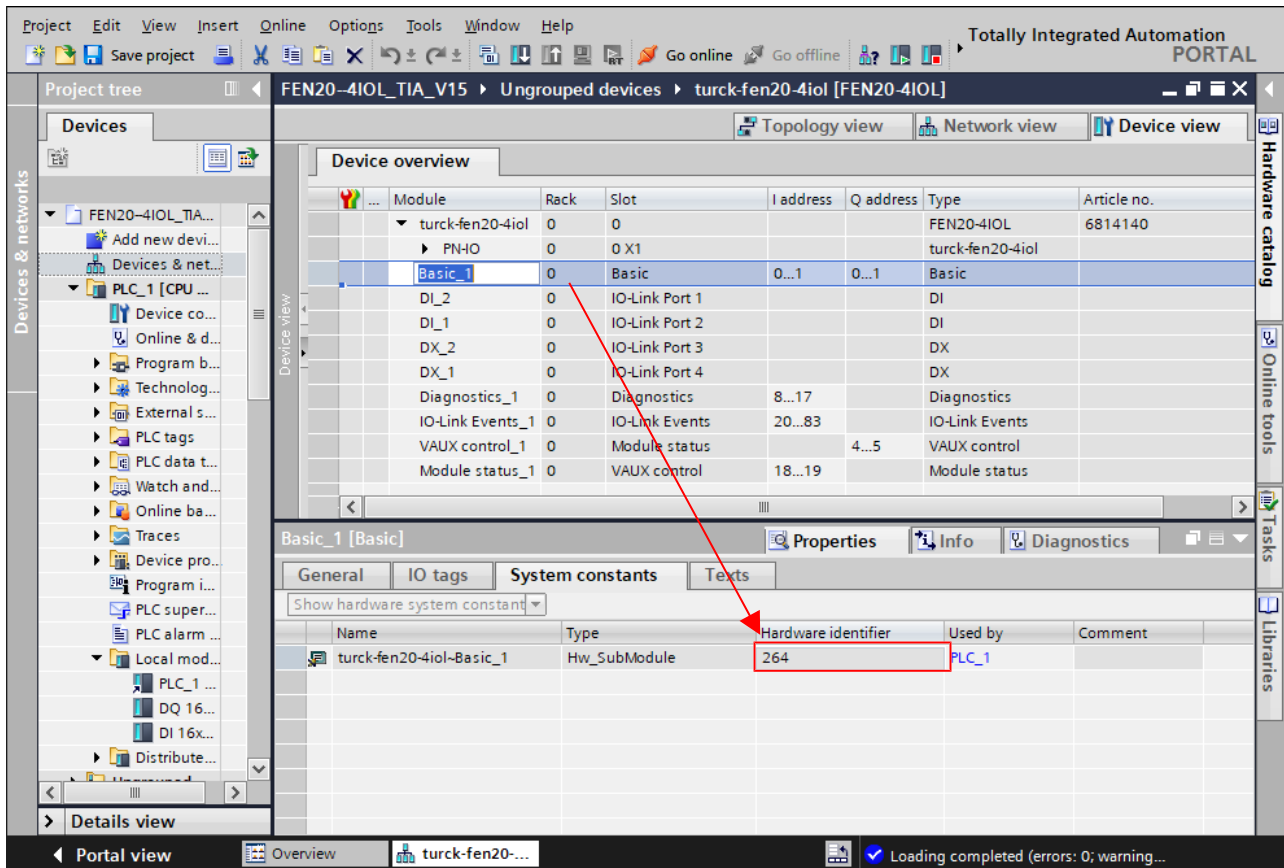 Project Edit View Insert Online Options Tools Window Help
Totally Integrated Automation
PORTAL
Save project Go online Go offline
Project tree
FEN20--4IOL_TIA_V15 Ungrouped devices turck-fen20-4iol [FEN20-4IOL]
Devices
Topology view Network view Device view
Device overview
Module Rack Slot I address Q address Type Article no.
turck-fen20-4iol 0 0 FEN20-4IOL 6814140
PN-IO 0 0 X1 turck-fen20-4iol
Basic_1 0 Basic 0...1 0...1 Basic
DI_2 0 IO-Link Port 1 DI
DI_1 0 IO-Link Port 2 DI
DX_2 0 IO-Link Port 3 DX
DX_1 0 IO-Link Port 4 DX
Diagnostics_1 0 Diagnostics 8...17 Diagnostics
IO-Link Events_1 0 IO-Link Events 20...83 IO-Link Events
VAUX control_1 0 Module status 4...5 VAUX control
Module status_1 0 VAUX control 18...19 Module status
FEN20--4IOL_TIA...
Add new devi...
Devices & net...
PLC_1 [CPU ...
Device co...
Online & d...
Program b...
Technolog...
External s...
PLC tags
PLC data t...
Watch and...
Online ba...
Traces
Device pro...
Program i...
PLC super...
PLC alarm ...
Local mod...
PLC_1 ...
DQ 16...
DI 16x...
Distribute...
Details view
Devices & networks
Device view
Basic_1 [Basic]
Properties Info Diagnostics
General IO tags System constants Texts
Show hardware system constant
Name Type Hardware identifier Used by Comment
turck-fen20-4iol~Basic_1 Hw_SubModule 264 PLC_1
Hardware catalog
Online tools
Tasks
Libraries
Portal view Overview turck-fen20-... Loading completed (errors: 0; warning...